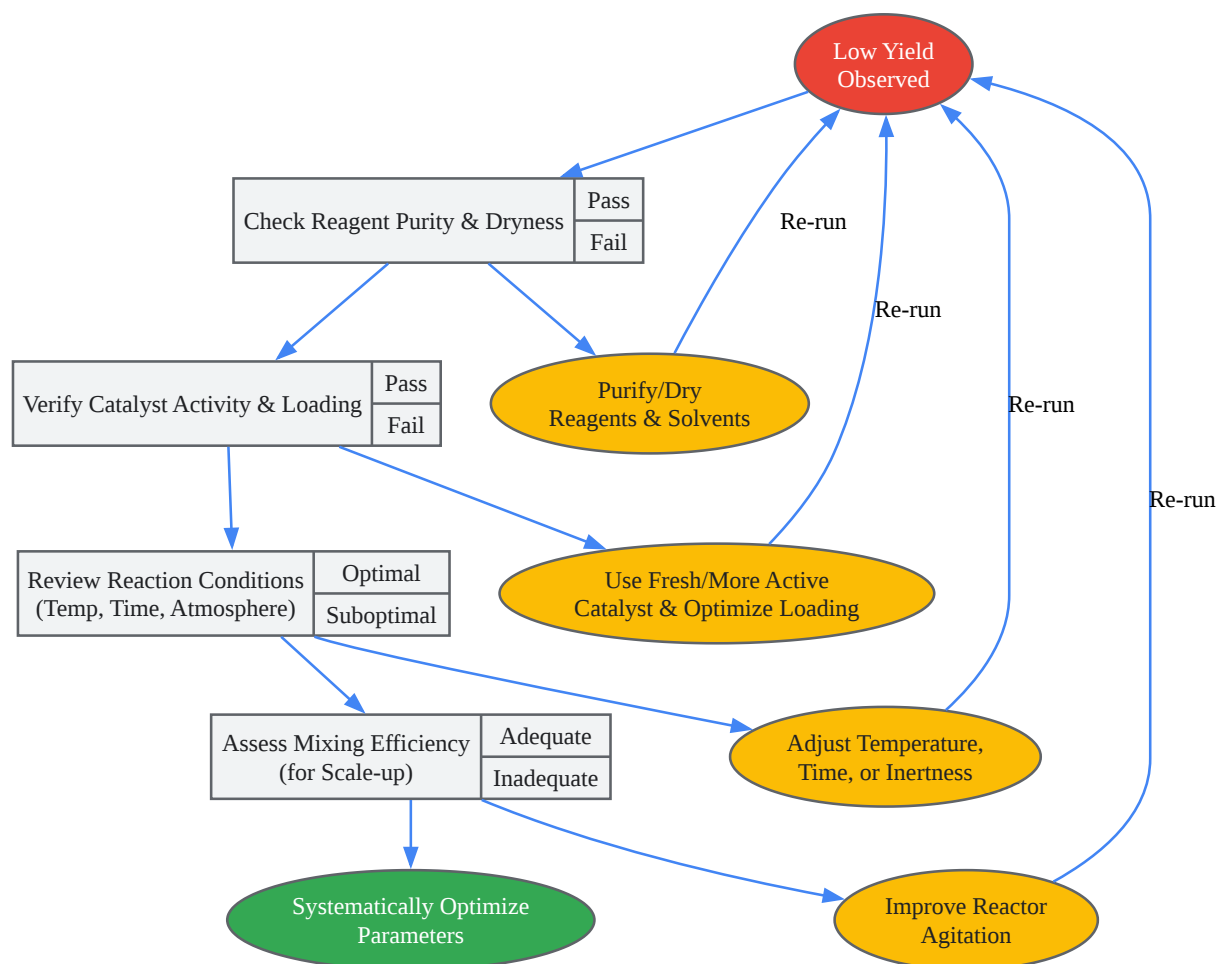 Low Yield
Observed
Check Reagent Purity & Dryness
Pass
Fail
Re-run
Re-run
Verify Catalyst Activity & Loading
Pass
Fail
Purify/Dry
Reagents & Solvents
Re-run
Re-run
Review Reaction Conditions
(Temp, Time, Atmosphere)
Optimal
Suboptimal
Use Fresh/More Active
Catalyst & Optimize Loading
Assess Mixing Efficiency
(for Scale-up)
Adequate
Inadequate
Adjust Temperature,
Time, or Inertness
Systematically Optimize
Parameters
Improve Reactor
Agitation